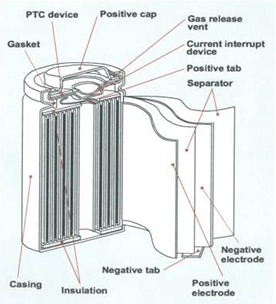 PTC device
Positive cap
Gas release
vent
Gasket
Current interrupt
device
Positive tab
Separator
Negative
electrode
Negative tab
Positive
electrode
Casing
Insulation